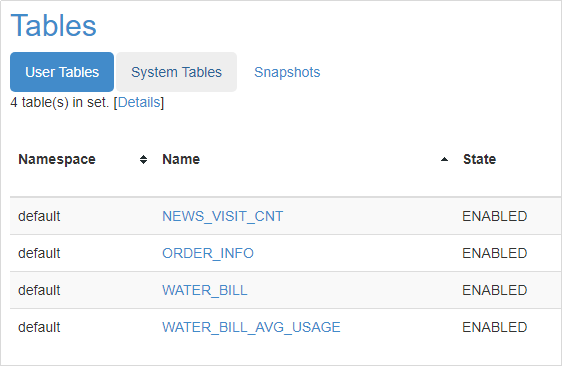 Tables
User Tables System Tables Snapshots
4 table(s) in set. [Details]
Namespace Name State
default NEWS_VISIT_CNT ENABLED
default ORDER_INFO ENABLED
default WATER_BILL ENABLED
default WATER_BILL_AVG_USAGE ENABLED